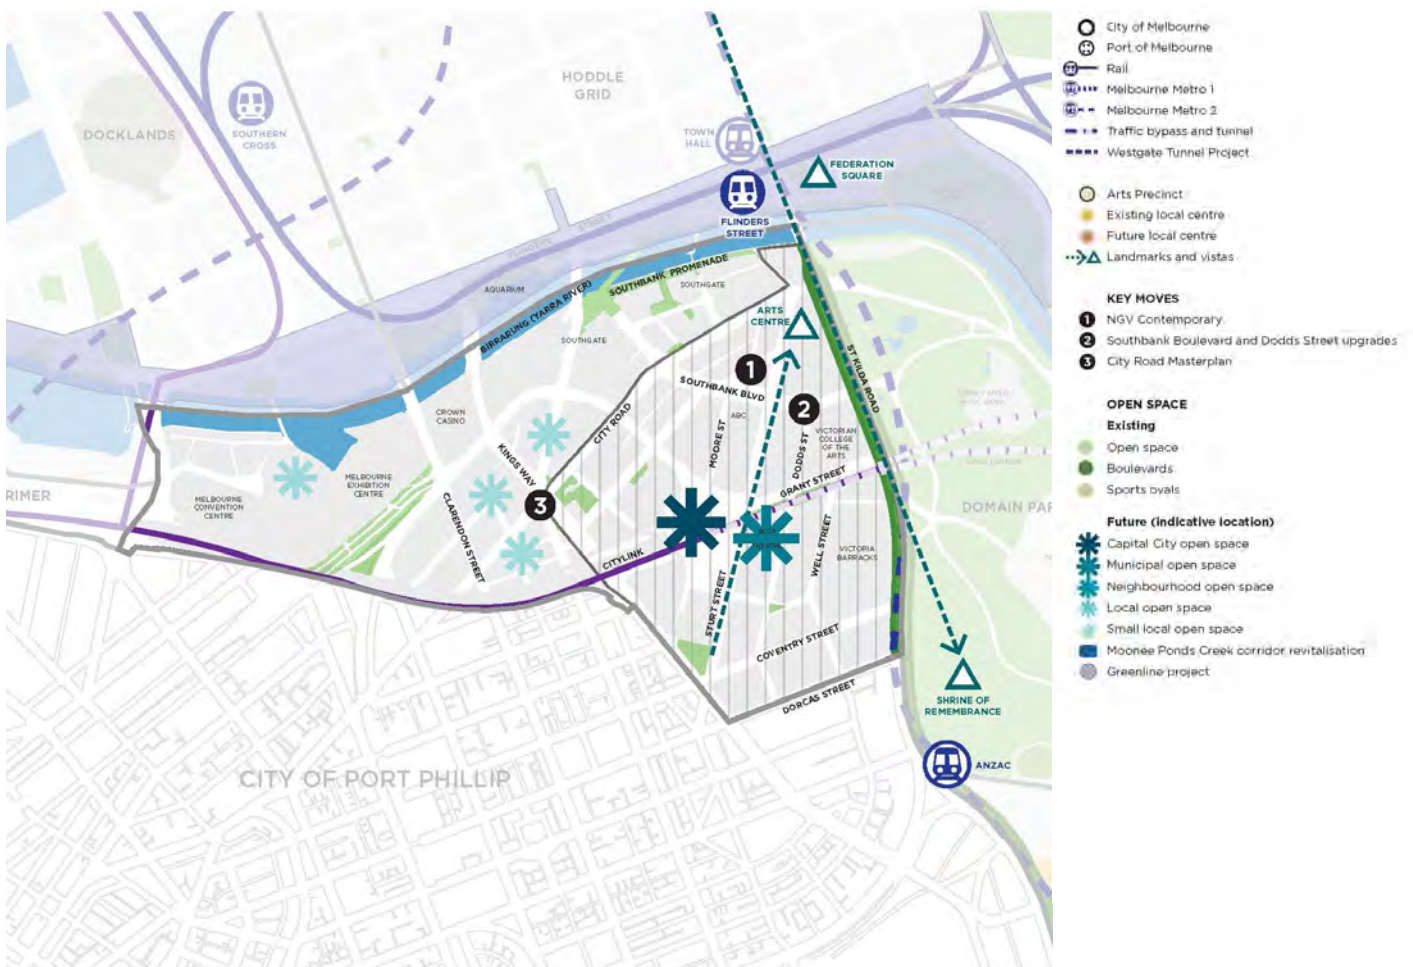 HODDLE
GRID
DOCKLANDS
SOUTHERN
CROSS
TOWN
HALL
FEDERATION
SQUARE
FLINDERS
STREET
FLINDERS STREET
SOUTHBANK PROMENADE
SOUTHGATE
AQUARIUM
BIRRARUNG (YARRA RIVER)
SOUTHGATE
ARTS
CENTRE
ST KILDA ROAD
1
SOUTHBANK BLVD
CROWN
CASINO
CITY ROAD
ABC
2
MOORE ST
DODDS ST
VICTORIAN
COLLEGE
OF THE
ARTS
KINGS WAY
GRANT STREET
MELBOURNE
EXHIBITION
CENTRE
MELBOURNE
CONVENTION
CENTRE
RIMER
3
CLARENDON STREET
DOMAIN PAR
CITYLINK
WELL STREET
VICTORIA
BARRACKS
STURT STREET
COVENTRY STREET
DORCAS STREET
SHRINE OF
REMEMBRANCE
ANZAC
CITY OF PORT PHILLIP
City of Melbourne
Port of Melbourne
Rail
Melbourne Metro 1
Melbourne Metro 2
Traffic bypass and tunnel
Westgate Tunnel Project
Arts Precinct
Existing local centre
Future local centre
Landmarks and vistas
KEY MOVES
1 NGV Contemporary
2 Southbank Boulevard and Dodds Street upgrades
3 City Road Masterplan
OPEN SPACE
Existing
Open space
Boulevards
Sports ovals
Future (indicative location)
Capital City open space
Municipal open space
Neighbourhood open space
Local open space
Small local open space
Moonee Ponds Creek corridor revitalisation
Greenline project